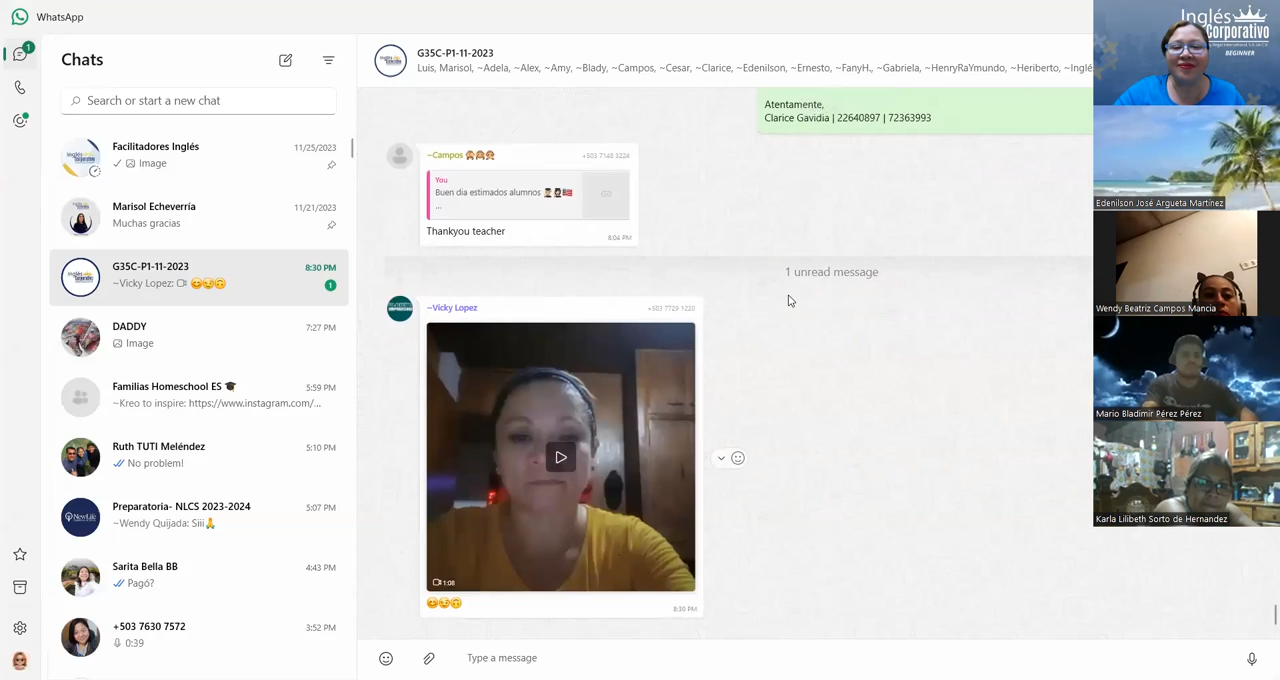 WhatsApp
1
Chats
Search or start a new chat
Facilitadores Inglés
11/25/2023
Image
Marisol Echeverría
11/21/2023
Muchas gracias
G35C-P1-11-2023
8:30 PM
~Vicky Lopez: 😊😉🙃
1
DADDY
7:27 PM
Image
Familias Homeschool ES 🎓
5:59 PM
~Kreo to inspire: https://www.instagram.com/...
Ruth TUTI Meléndez
5:10 PM
No problem!
Preparatoria- NLCS 2023-2024
5:07 PM
~Wendy Quijada: Siii🙏
Sarita Bella BB
4:43 PM
Pagó?
+503 7630 7572
3:52 PM
0:39
G35C-P1-11-2023
Luis, Marisol, ~Adela, ~Alex, ~Amy, ~Blady, ~Campos, ~Cesar, ~Clarice, ~Edenilson, ~Ernesto, ~FanyH., ~Gabriela, ~HenryRaYmundo, ~Heriberto, ~Inglé
Atentamente,
Clarice Gavidia | 22640897 | 72363993
~Campos 🙊🙈🙉
+503 7148 3224
You
Buen dia estimados alumnos
...
Thankyou teacher
8:04 PM
1 unread message
~Vicky Lopez
+503 7729 1220
1:08
😊😉🙃
8:30 PM
Type a message
Inglés
Corporativo
BEGINNER
Edenilson José Argueta Martínez
Wendy Beatriz Campos Mancia
Mario Bladimir Pérez Pérez
Karla Lilibeth Sorto de Hernandez